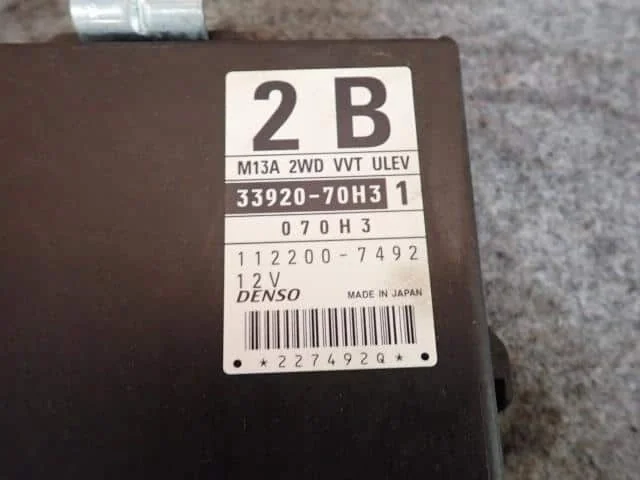 2 B
M13A 2WD VVT ULEV
33920-70H3 1
070H3
112200-7492
12V
DENSO MADE IN JAPAN
*227492Q*